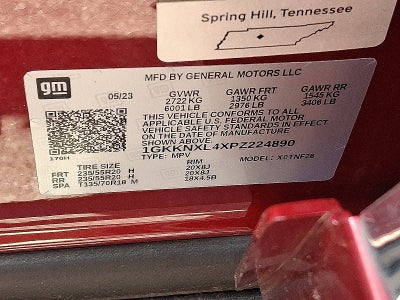 Spring Hill, Tennessee
gm
MFD BY GENERAL MOTORS LLC
05/23 GVWR GAWR FRT GAWR RR
2722 KG 1350 KG 1545 KG
6001 LB 2976 LB 3406 LB
THIS VEHICLE CONFORMS TO ALL
APPLICABLE U.S. FEDERAL MOTOR
VEHICLE SAFETY STANDARDS IN EFFECT
ON THE DATE OF MANUFACTURE
SHOWN ABOVE.
1GKKNXL4XPZ224890
TYPE: MPV MODEL: X0TNF26
TIRE SIZE RIM
FRT 235/55R20 H 20X8J
RR 235/55R20 H 20X8J
SPA T135/70R18 M 18X4.5B